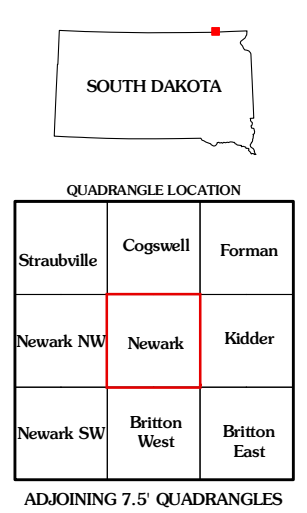 SOUTH DAKOTA
QUADRANGLE LOCATION
Straubville
Cogswell
Forman
Newark NW
Newark
Kidder
Newark SW
Britton
West
Britton
East
ADJOINING 7.5' QUADRANGLES